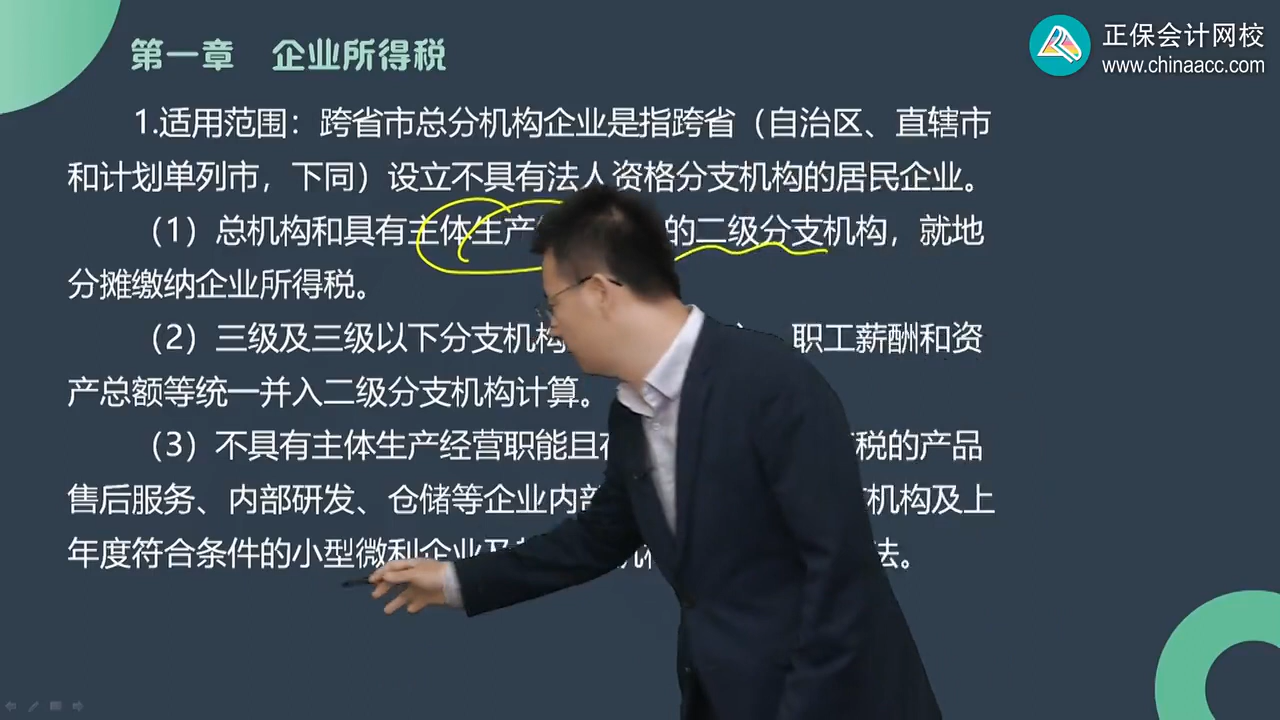 第一章 企业所得税
正保会计网校
www.chinaacc.com
1.适用范围：跨省市总分机构企业是指跨省（自治区、直辖市
和计划单列市，下同）设立不具有法人资格分支机构的居民企业。
（1）总机构和具有主体生产 的二级分支机构，就地
分摊缴纳企业所得税。
（2）三级及三级以下分支机构 、职工薪酬和资
产总额等统一并入二级分支机构计算。
（3）不具有主体生产经营职能且在 税的产品
售后服务、内部研发、仓储等企业内部 机构及上
年度符合条件的小型微利企业及 法。